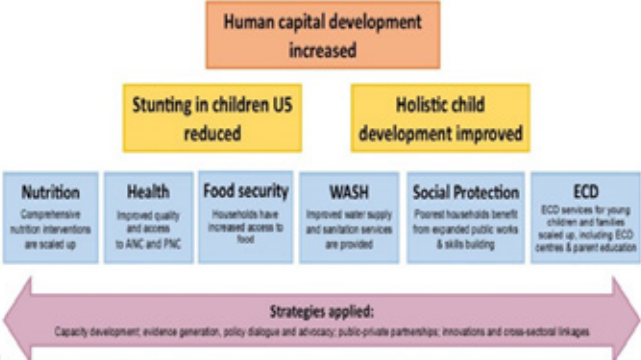 Human capital development
increased
Stunting in children U5
reduced
Holistic child
development improved
Nutrition
Comprehensive
nutrition interventions
are scaled up
Health
Improved quality
and access
to ANC and PNC
Food security
Households have
increased access to
food
WASH
Improved water supply
and sanitation services
are provided
Social Protection
Poorest households benefit
from expanded public works
& skills building
ECD
ECD services for young
children and families
scaled up, including ECD
centres & parent education
Strategies applied:
Capacity development; evidence generation, policy dialogue and advocacy; public-private partnerships; innovations and cross-sectoral linkages